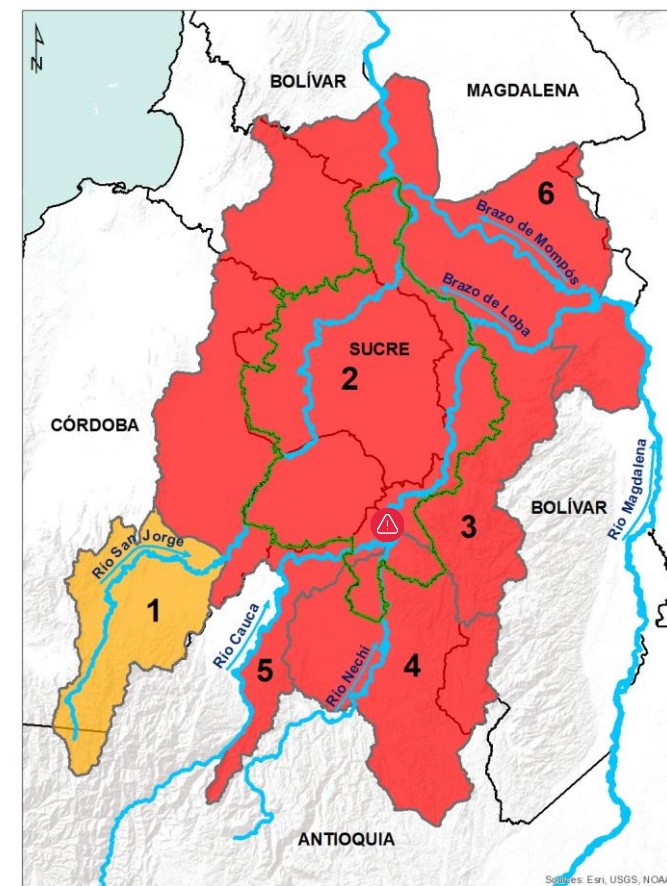 N
BOLÍVAR
MAGDALENA
6
Brazo de Mompós
Brazo de Loba
SUCRE
2
CÓRDOBA
BOLÍVAR
Río Magdalena
3
Río San Jorge
1
Río Cauca
5
Río Nechí
4
ANTIOQUIA
Sources: Esri, USGS, NOAA